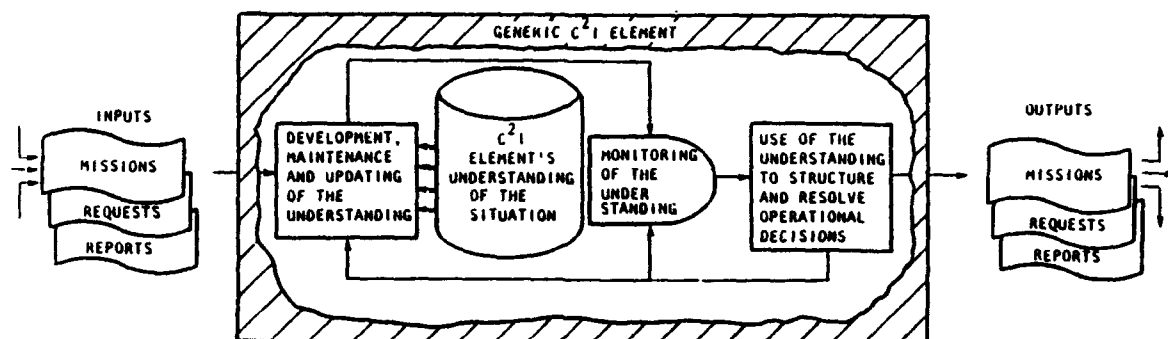 GENEKIC C²I ELEMENT
INPUTS
MISSIONS
REQUESTS
REPORTS
DEVELOPMENT,
MAINTENANCE
AND UPDATING
OF THE
UNDERSTANDING
C²I
ELEMENT'S
UNDERSTANDING
OF THE
SITUATION
MONITORING
OF THE
UNDER
STANDING
USE OF THE
UNDERSTANDING
TO STRUCTURE
AND RESOLVE
OPERATIONAL
DECISIONS
OUTPUTS
MISSIONS
REQUESTS
REPORTS